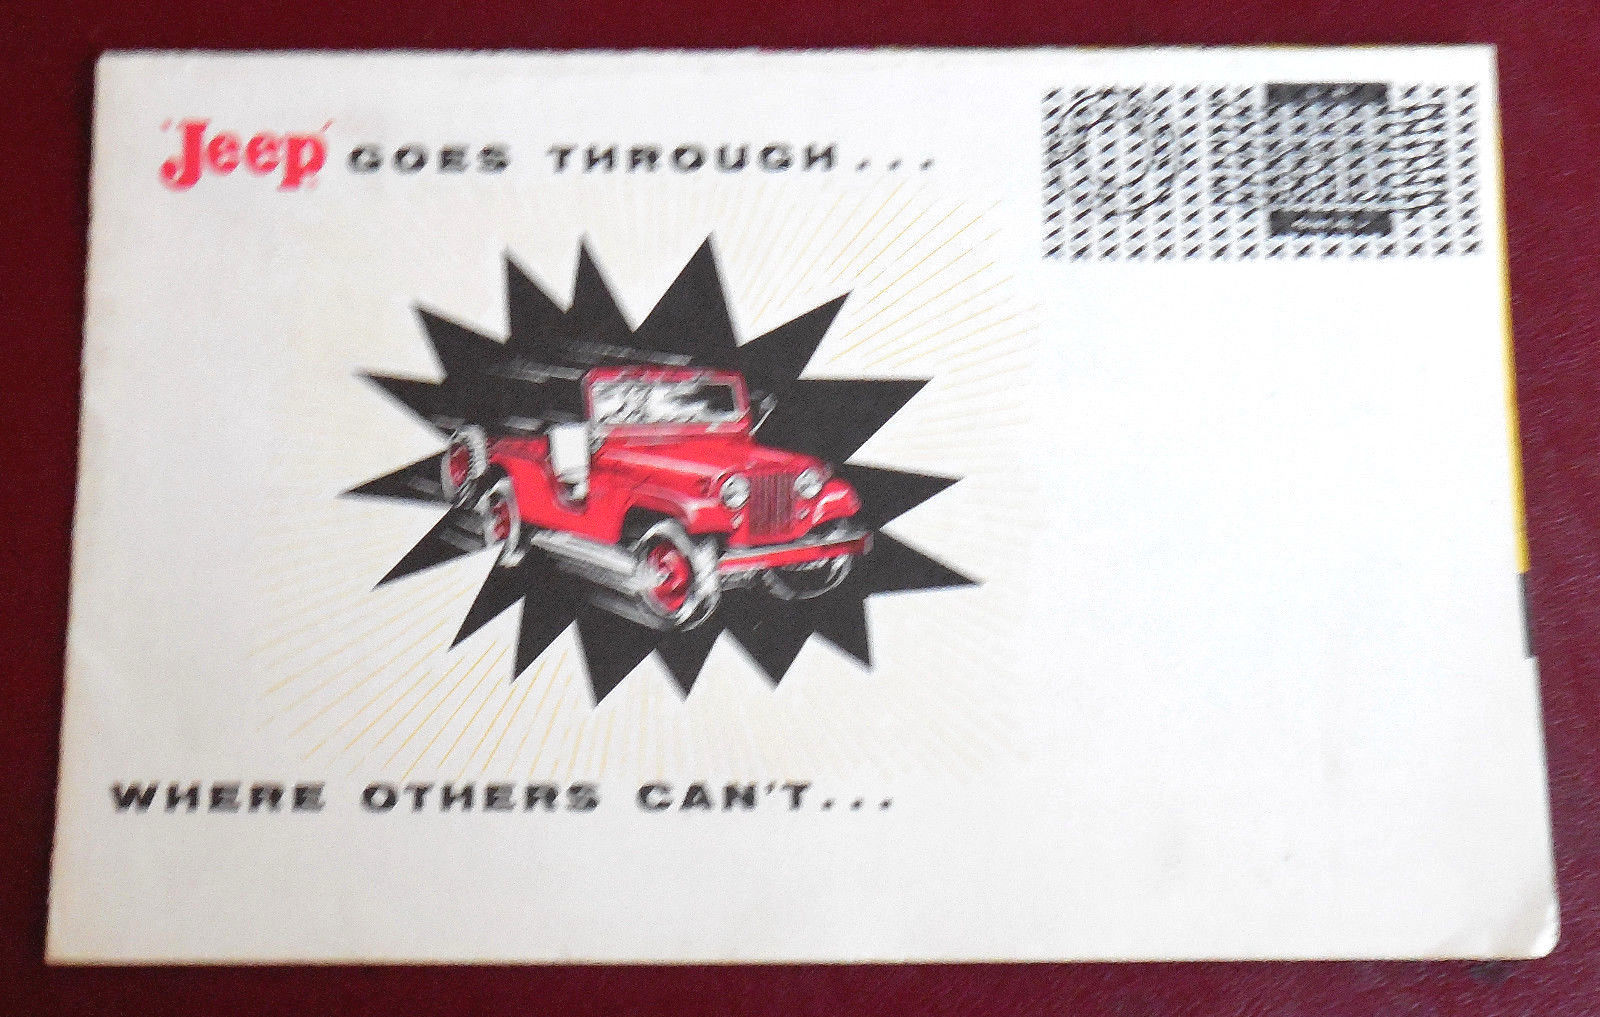 'Jeep' GOES THROUGH...
WHERE OTHERS CAN'T...